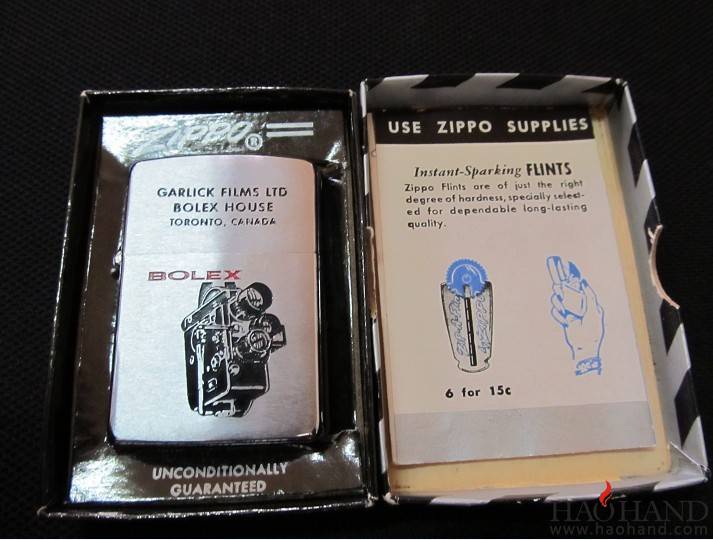 ZIPPO®
GARLICK FILMS LTD
BOLEX HOUSE
TORONTO, CANADA
BOLEX
UNCONDITIONALLY
GUARANTEED
USE ZIPPO SUPPLIES
Instant-Sparking FLINTS
Zippo Flints are of just the right
degree of hardness, specially select-
ed for dependable long-lasting
quality.
6 for 15c
HAOHAND
www.haohand.com